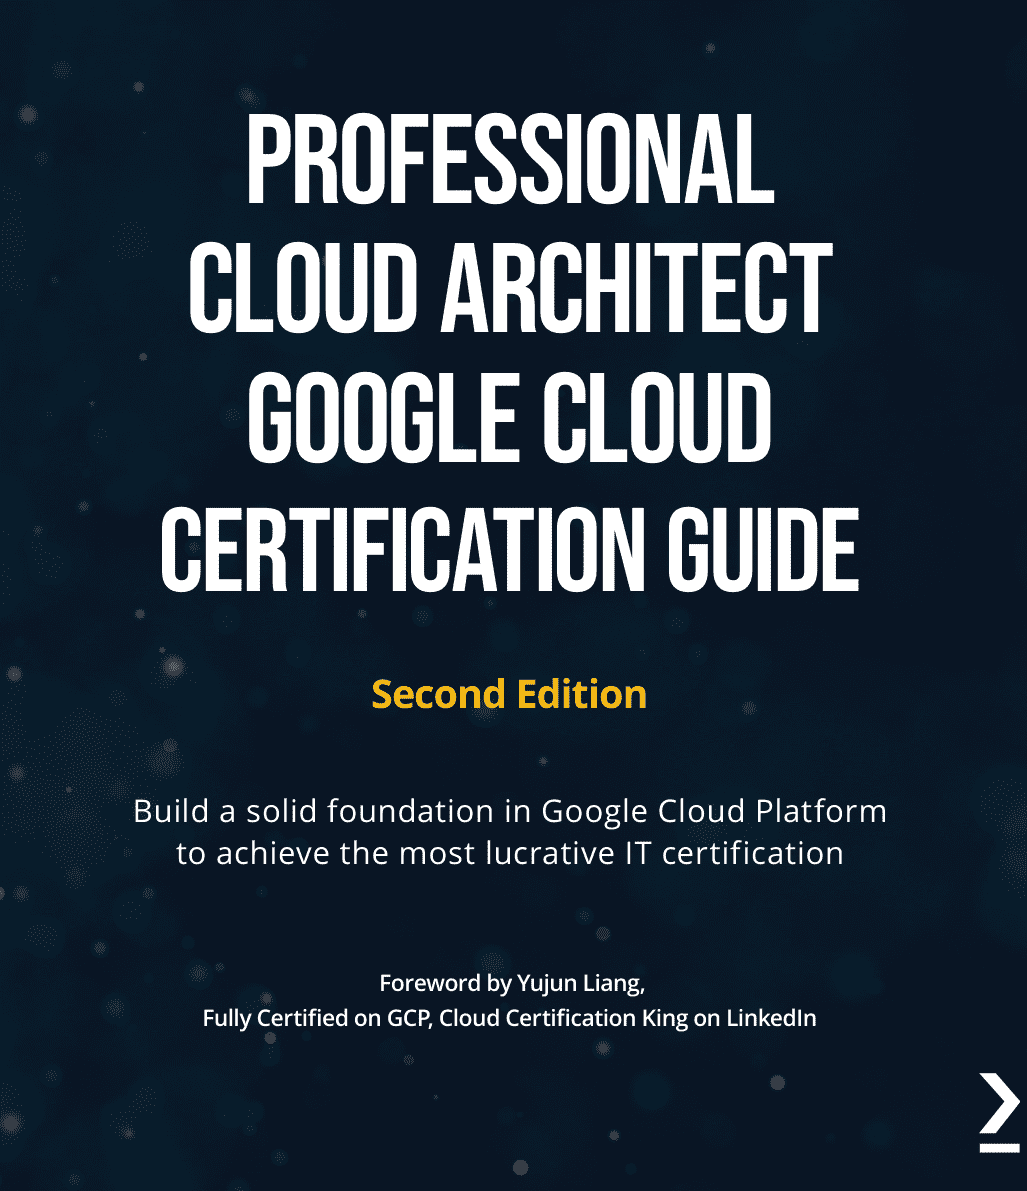 PROFESSIONAL
CLOUD ARCHITECT
GOOGLE CLOUD
CERTIFICATION GUIDE
Second Edition
Build a solid foundation in Google Cloud Platform
to achieve the most lucrative IT certification
Foreword by Yujun Liang,
Fully Certified on GCP, Cloud Certification King on LinkedIn